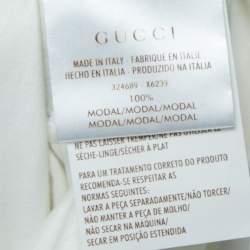 GUCCI
MADE IN ITALY - FABRIQUE EN ITALIE
HECHO EN ITALIA - PRODUZIDO NA ITÁLIA
324689 - X6239
100%
MODAL/MODAL/MODAL
MODAL/MODAL/MODAL
NE PAS LAISSER TREMPER/NE PAS
SÈCHE-LINGE/SÉCHER À PLAT
PARA UM TRATAMENTO CORRETO DO PRODUTO
RECOMENDA-SE RESPEITAR AS
NORMAS SEGUINTES:
LAVAR A PEÇA SEPARADAMENTE/NÃO TORCER/
NÃO MANTER A PEÇA DE MOLHO/
NÃO SECAR NA MÁQUINA/
SECAR EM POSIÇÃO ESTENDIDA